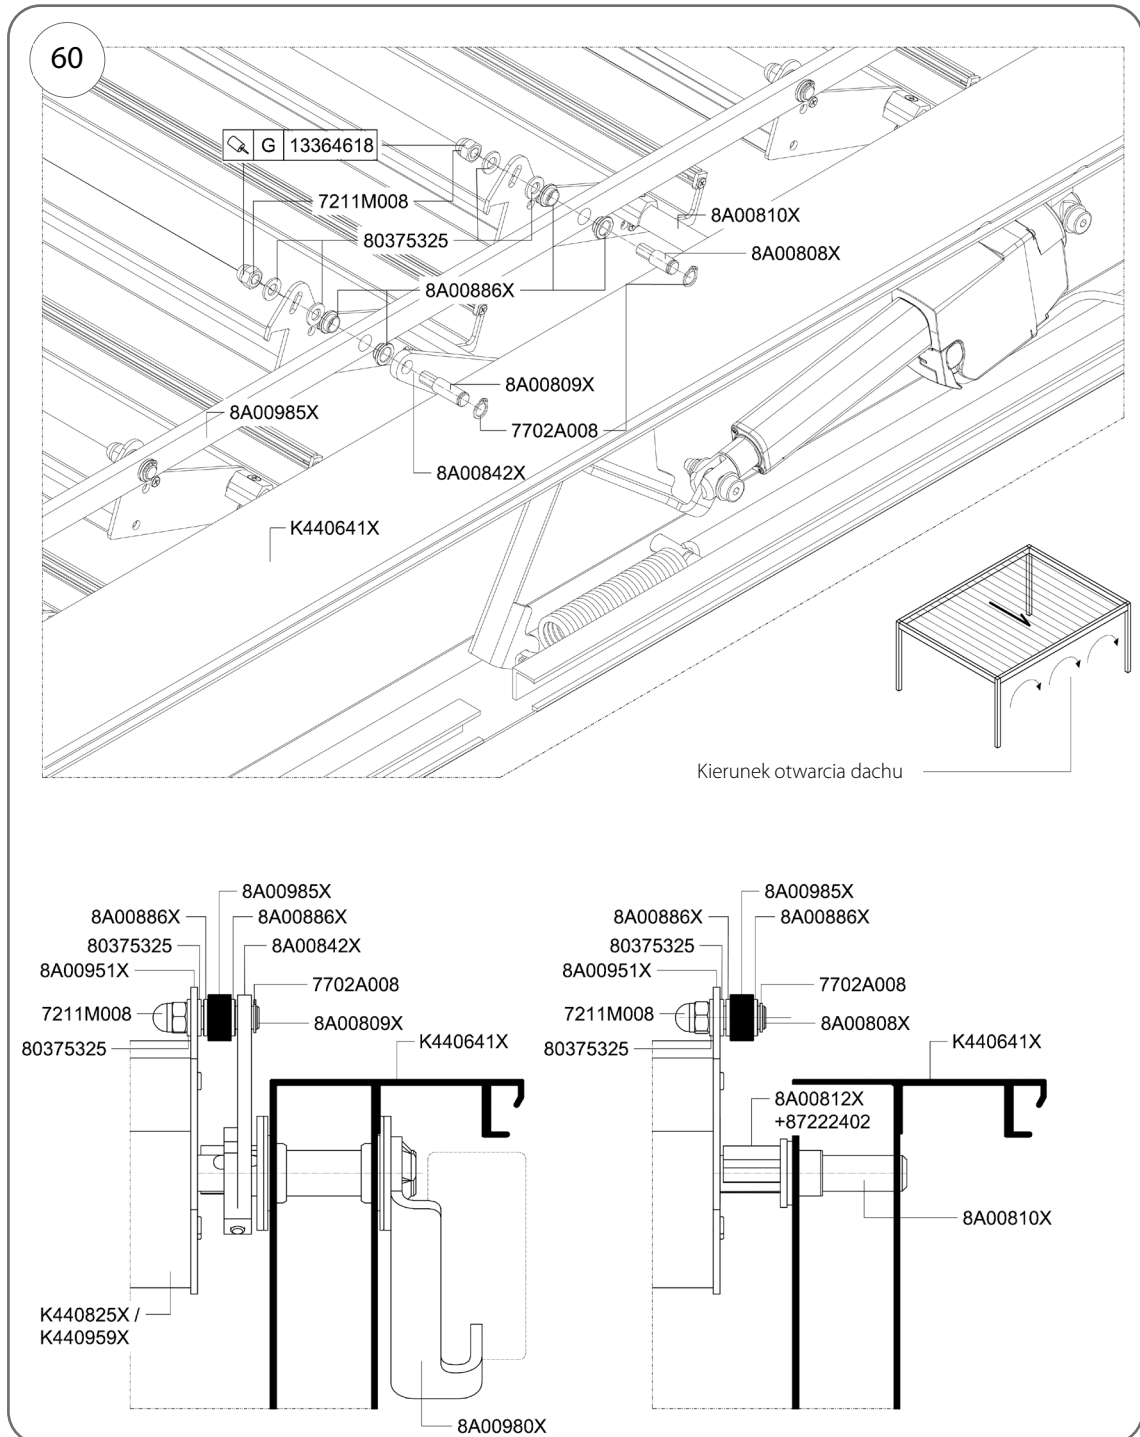 60
G 13364618
7211M008
80375325
8A00886X
8A00810X
8A00808X
8A00809X
8A00985X
7702A008
8A00842X
K440641X
Kierunek otwarcia dachu
8A00985X
8A00886X
8A00886X
80375325
8A00842X
8A00951X
7702A008
7211M008
8A00809X
80375325
K440641X
K440825X /
K440959X
8A00980X
8A00985X
8A00886X
8A00886X
80375325
8A00951X
7702A008
7211M008
8A00808X
80375325
K440641X
8A00812X
+87222402
8A00810X